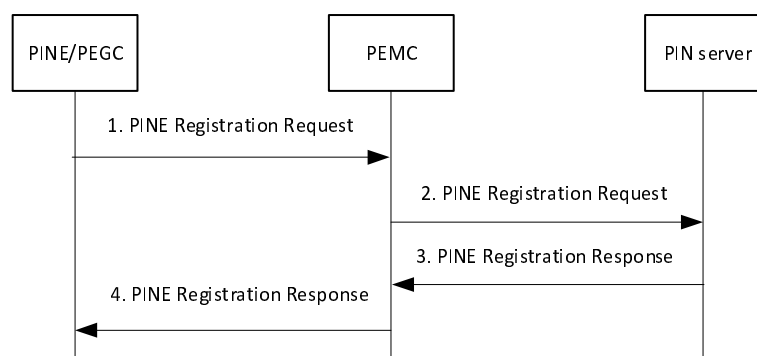 PINE/PEGC
PEMC
PIN server
1. PINE Registration Request
2. PINE Registration Request
3. PINE Registration Response
4. PINE Registration Response